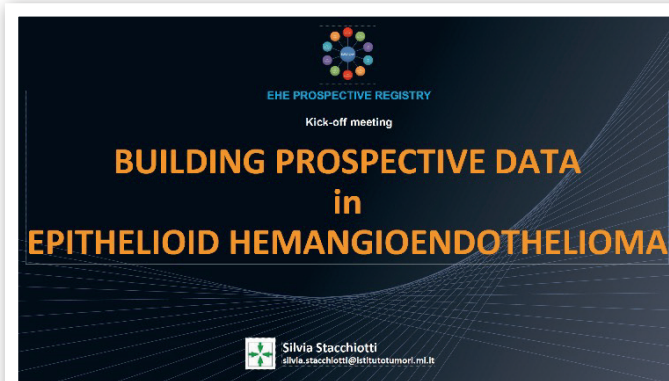 EHE PROSPECTIVE REGISTRY
Kick-off meeting
BUILDING PROSPECTIVE DATA
in
EPITHELIOID HEMANGIOENDOTHELIOMA
Silvia Stacchiotti
silvia.stacchiotti@istitutotumori.mi.it